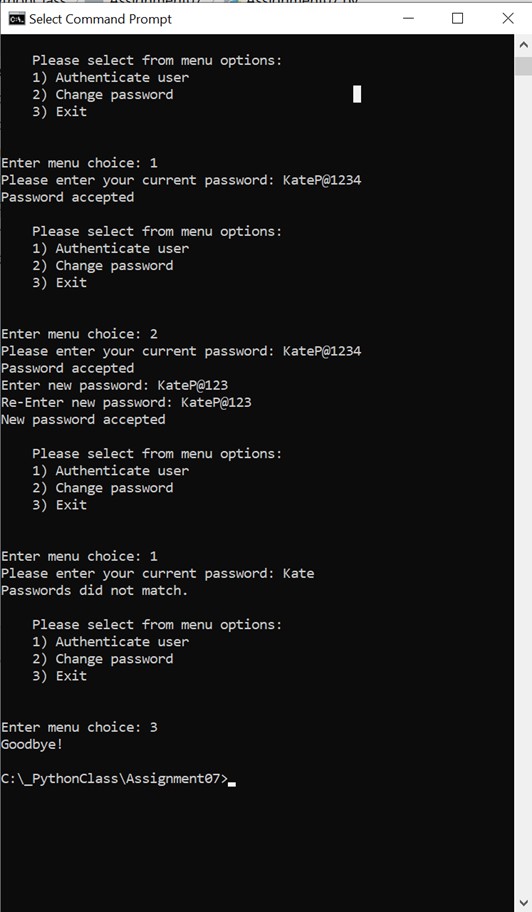 Select Command Prompt
Please select from menu options:
1) Authenticate user
2) Change password
3) Exit
Enter menu choice: 1
Please enter your current password: KateP@1234
Password accepted
Please select from menu options:
1) Authenticate user
2) Change password
3) Exit
Enter menu choice: 2
Please enter your current password: KateP@1234
Password accepted
Enter new password: KateP@123
Re-Enter new password: KateP@123
New password accepted
Please select from menu options:
1) Authenticate user
2) Change password
3) Exit
Enter menu choice: 1
Please enter your current password: Kate
Passwords did not match.
Please select from menu options:
1) Authenticate user
2) Change password
3) Exit
Enter menu choice: 3
Goodbye!
C:\_PythonClass\Assignment07>